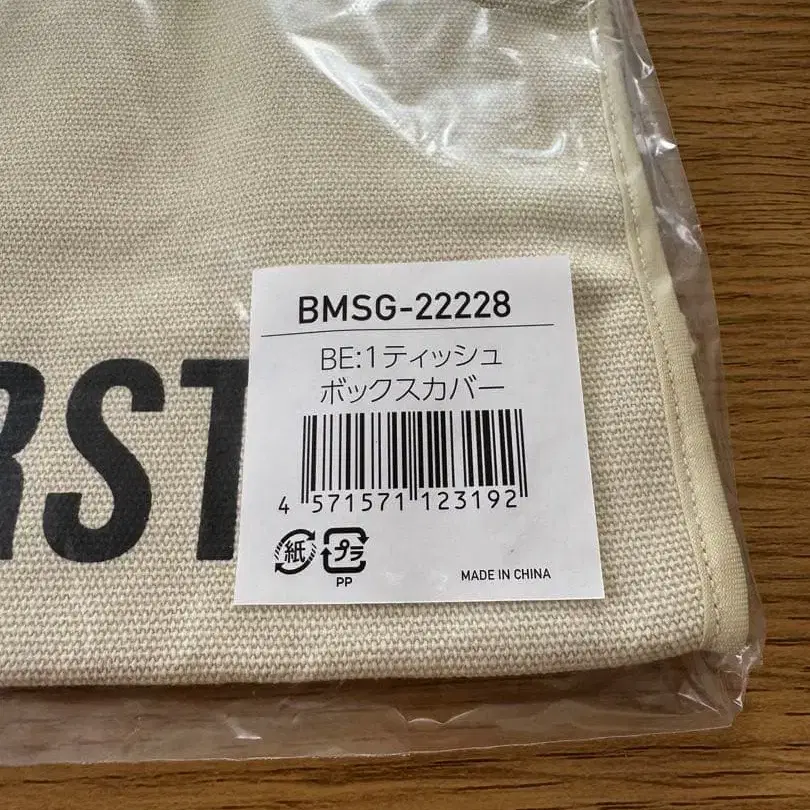 BMSG-22228
BE:1ティッシュ
ボックスカバー
RST
4 571571 123192
紙 プラ
PP
MADE IN CHINA